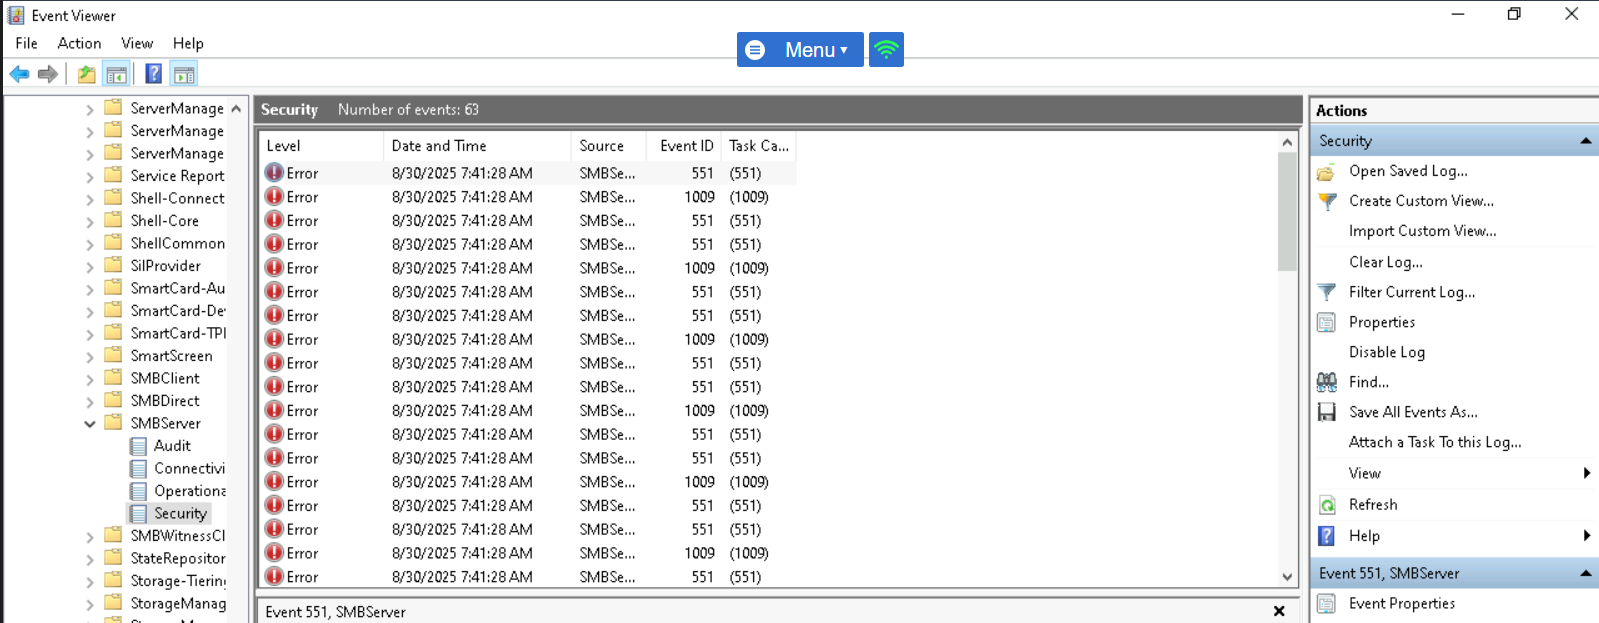 Event Viewer
File Action View Help
Menu
ServerManage
ServerManage
ServerManage
Service Report
Shell-Connect
Shell-Core
ShellCommon
SilProvider
SmartCard-Au
SmartCard-De
SmartCard-TPI
SmartScreen
SMBClient
SMBDirect
SMBServer
Audit
Connectivi
Operationa
Security
SMBWitnessCl
StateRepositor
Storage-Tiering
StorageManag
Security Number of events: 63
Level Date and Time Source Event ID Task Ca...
Error 8/30/2025 7:41:28 AM SMBSe... 551 (551)
Error 8/30/2025 7:41:28 AM SMBSe... 1009 (1009)
Error 8/30/2025 7:41:28 AM SMBSe... 551 (551)
Error 8/30/2025 7:41:28 AM SMBSe... 551 (551)
Error 8/30/2025 7:41:28 AM SMBSe... 1009 (1009)
Error 8/30/2025 7:41:28 AM SMBSe... 551 (551)
Error 8/30/2025 7:41:28 AM SMBSe... 551 (551)
Error 8/30/2025 7:41:28 AM SMBSe... 1009 (1009)
Error 8/30/2025 7:41:28 AM SMBSe... 551 (551)
Error 8/30/2025 7:41:28 AM SMBSe... 551 (551)
Error 8/30/2025 7:41:28 AM SMBSe... 1009 (1009)
Error 8/30/2025 7:41:28 AM SMBSe... 551 (551)
Error 8/30/2025 7:41:28 AM SMBSe... 551 (551)
Error 8/30/2025 7:41:28 AM SMBSe... 1009 (1009)
Error 8/30/2025 7:41:28 AM SMBSe... 551 (551)
Error 8/30/2025 7:41:28 AM SMBSe... 551 (551)
Error 8/30/2025 7:41:28 AM SMBSe... 1009 (1009)
Error 8/30/2025 7:41:28 AM SMBSe... 551 (551)
Event 551, SMBServer
Actions
Security
Open Saved Log...
Create Custom View...
Import Custom View...
Clear Log...
Filter Current Log...
Properties
Disable Log
Find...
Save All Events As...
Attach a Task To this Log...
View
Refresh
Help
Event 551, SMBServer
Event Properties